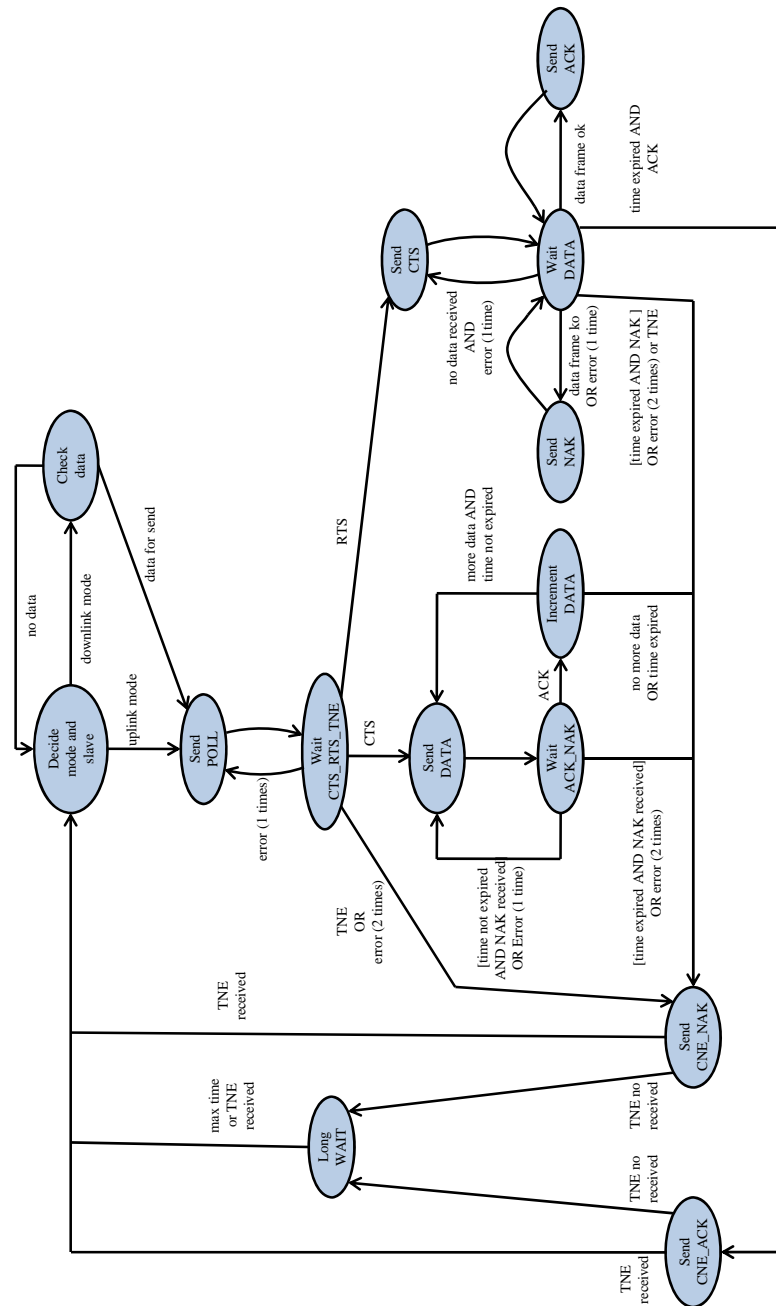 no data
Decide
mode and
slave
downlink mode
Check
data
uplink mode
data for send
Send
POLL
error (1 times)
Wait
CTS_RTS_TNE
TNE
OR
error (2 times)
CTS
RTS
Send
CTS
no data received
AND
error (1time)
Send
DATA
[time not expired
AND NAK received]
OR Error (1 time)
more data AND
time not expired
Wait
ACK_NAK
ACK
Increment
DATA
Send
NAK
data frame ko
OR error (1 time)
Wait
DATA
data frame ok
Send
ACK
[time expired AND NAK received]
OR error (2 times)
no more data
OR time expired
[time expired AND NAK ]
OR error (2 times) or TNE
time expired AND
ACK
TNE
received
max time
or TNE
received
Long
WAIT
Send
CNE_NAK
TNE no
received
TNE no
received
Send
CNE_ACK
TNE
received